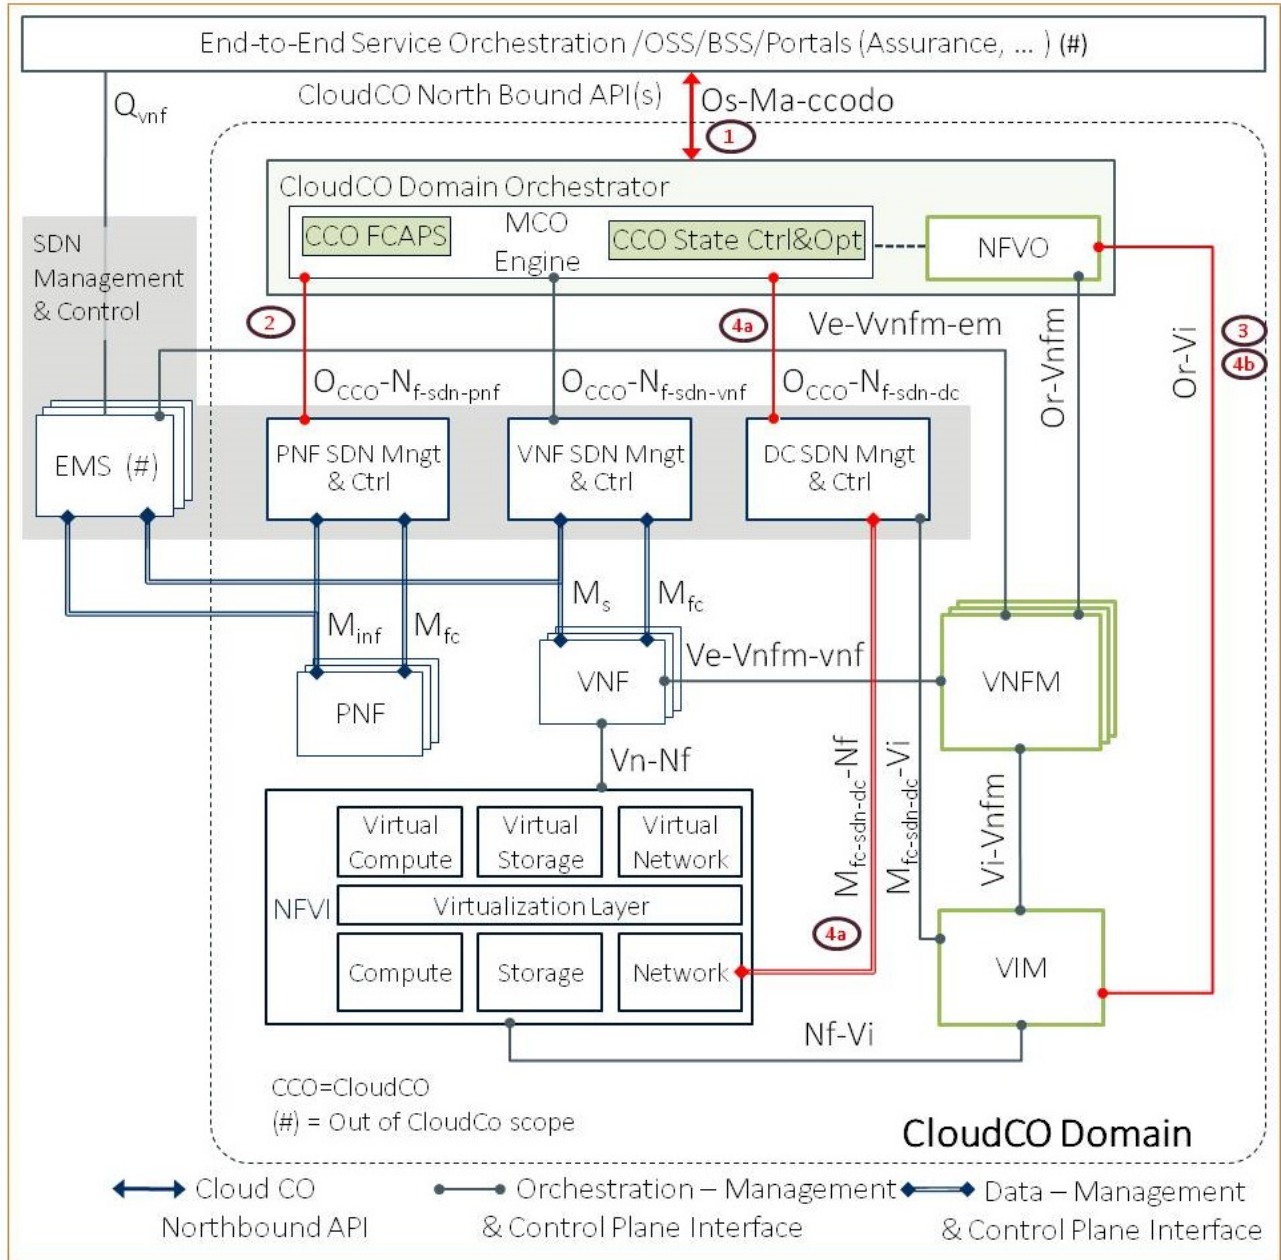 End-to-End Service Orchestration /OSS/BSS/Portals (Assurance, ... ) (#)
CloudCO North Bound API(s)
Os-Ma-ccodo
Qvnf
1
CloudCO Domain Orchestrator
CCO FCAPS
MCO
Engine
CCO State Ctrl&Opt
NFVO
SDN
Management
& Control
2
4a
Ve-Vvnfm-em
Or-Vnfm
Or-Vi
3
4b
OCCO-Nf-sdn-pnf
OCCO-Nf-sdn-vnf
OCCO-Nf-sdn-dc
EMS (#)
PNF SDN Mngt
& Ctrl
VNF SDN Mngt
& Ctrl
DC SDN Mngt
& Ctrl
Minf
Mfc
Ms
Mfc
PNF
VNF
Ve-Vnfm-vnf
VNFM
Vn-Nf
Mfc-sdn-dc-Nf
Mfc-sdn-dc-Vi
Vi-Vnfm
NFVI
Virtual
Compute
Virtual
Storage
Virtual
Network
Virtualization Layer
Compute
Storage
Network
4a
VIM
Nf-Vi
CCO=CloudCO
(#) = Out of CloudCo scope
CloudCO Domain
Cloud CO
Northbound API
Orchestration – Management
& Control Plane Interface
Data – Management
& Control Plane Interface